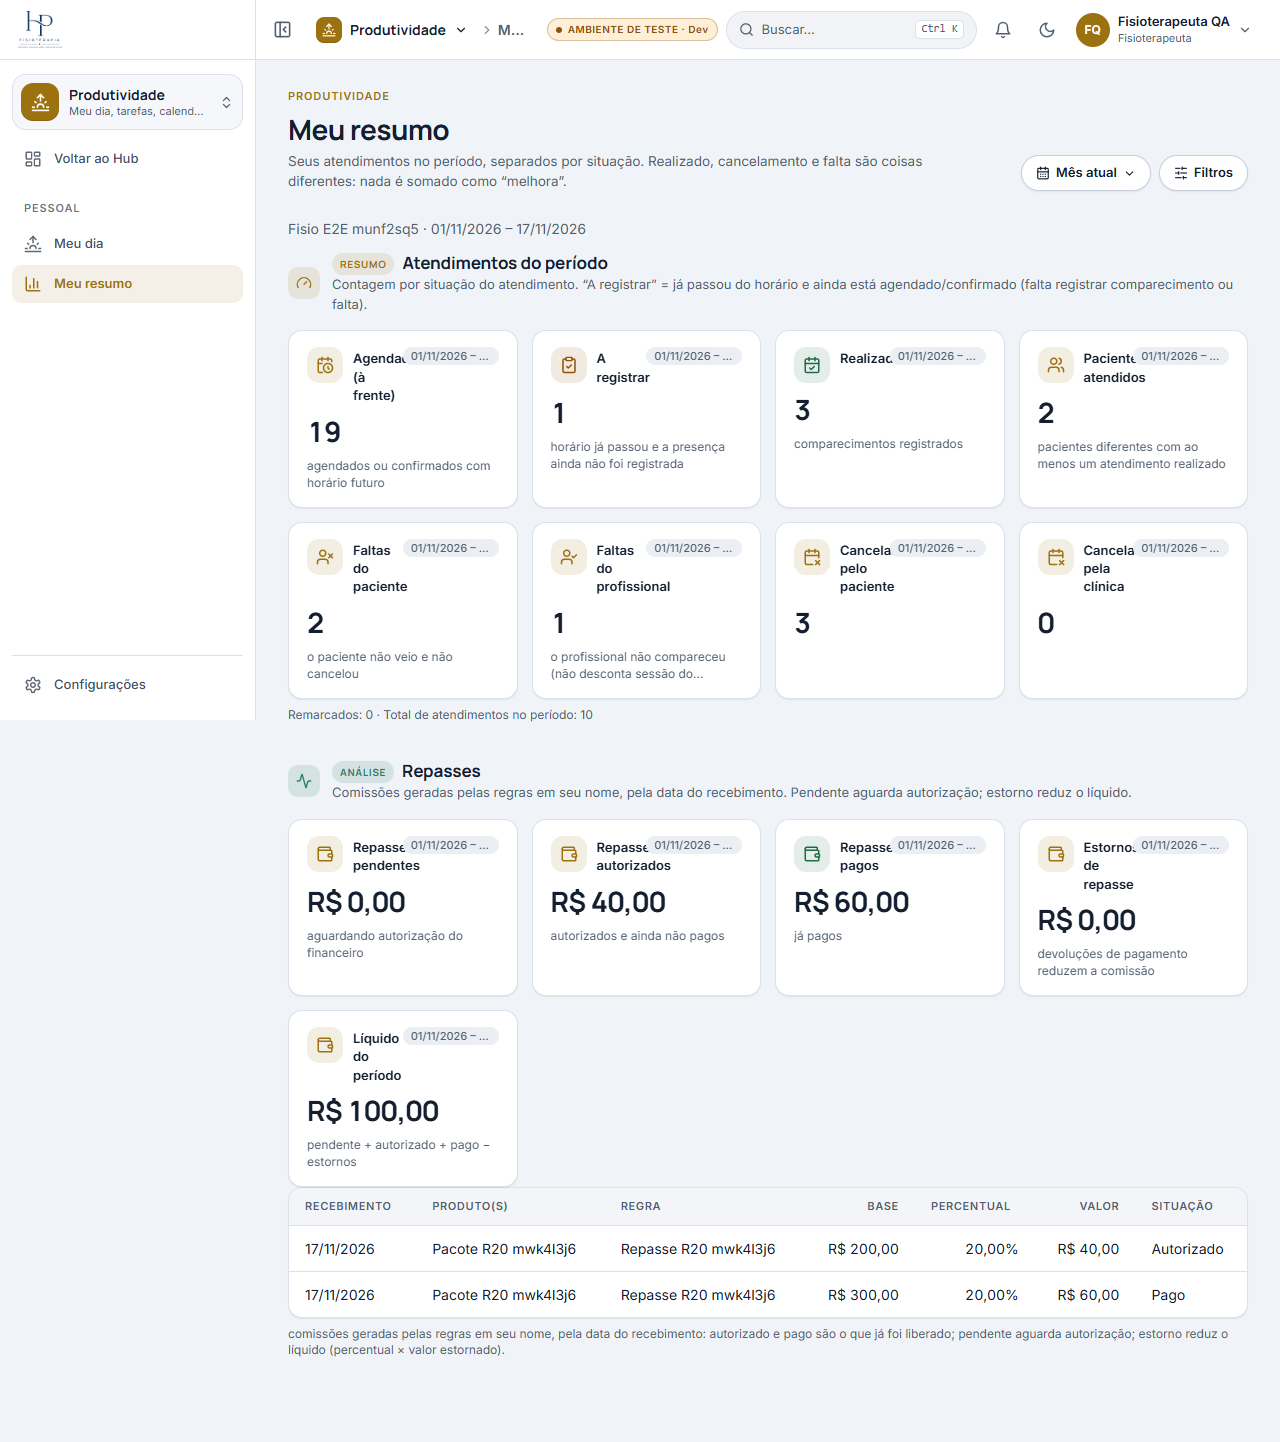 hp
FISIOTERAPIA
Produtividade
M...
AMBIENTE DE TESTE · Dev
Buscar...
Ctrl K
FQ
Fisioterapeuta QA
Fisioterapeuta
Produtividade
Meu dia, tarefas, calend...
Voltar ao Hub
PESSOAL
Meu dia
Meu resumo
Configurações
PRODUTIVIDADE
Meu resumo
Seus atendimentos no período, separados por situação. Realizado, cancelamento e falta são coisas
diferentes: nada é somado como “melhora”.
Mês atual
Filtros
Fisio E2E munf2sq5 · 01/11/2026 – 17/11/2026
RESUMO
Atendimentos do período
Contagem por situação do atendimento. “A registrar” = já passou do horário e ainda está agendado/confirmado (falta registrar comparecimento ou
falta).
Agendad
(à
frente)
01/11/2026 – ...
19
agendados ou confirmados com
horário futuro
A
registrar
01/11/2026 – ...
1
horário já passou e a presença
ainda não foi registrada
Realizad
01/11/2026 – ...
3
comparecimentos registrados
Paciente
atendidos
01/11/2026 – ...
2
pacientes diferentes com ao
menos um atendimento realizado
Faltas
do
paciente
01/11/2026 – ...
2
o paciente não veio e não
cancelou
Faltas
do
profissional
01/11/2026 – ...
1
o profissional não compareceu
(não desconta sessão do...
Cancela
pelo
paciente
01/11/2026 – ...
3
Cancela
pela
clínica
01/11/2026 – ...
0
Remarcados: 0 · Total de atendimentos no período: 10
ANÁLISE
Repasses
Comissões geradas pelas regras em seu nome, pela data do recebimento. Pendente aguarda autorização; estorno reduz o líquido.
Repasse
pendentes
01/11/2026 – ...
R$ 0,00
aguardando autorização do
financeiro
Repasse
autorizados
01/11/2026 – ...
R$ 40,00
autorizados e ainda não pagos
Repasse
pagos
01/11/2026 – ...
R$ 60,00
já pagos
Estornos
de
repasse
01/11/2026 – ...
R$ 0,00
devoluções de pagamento
reduzem a comissão
Líquido
do
período
01/11/2026 – ...
R$ 100,00
pendente + autorizado + pago −
estornos
RECEBIMENTO PRODUTO(S) REGRA BASE PERCENTUAL VALOR SITUAÇÃO
17/11/2026 Pacote R20 mwk4l3j6 Repasse R20 mwk4l3j6 R$ 200,00 20,00% R$ 40,00 Autorizado
17/11/2026 Pacote R20 mwk4l3j6 Repasse R20 mwk4l3j6 R$ 300,00 20,00% R$ 60,00 Pago
comissões geradas pelas regras em seu nome, pela data do recebimento: autorizado e pago são o que já foi liberado; pendente aguarda autorização; estorno reduz o
líquido (percentual × valor estornado).